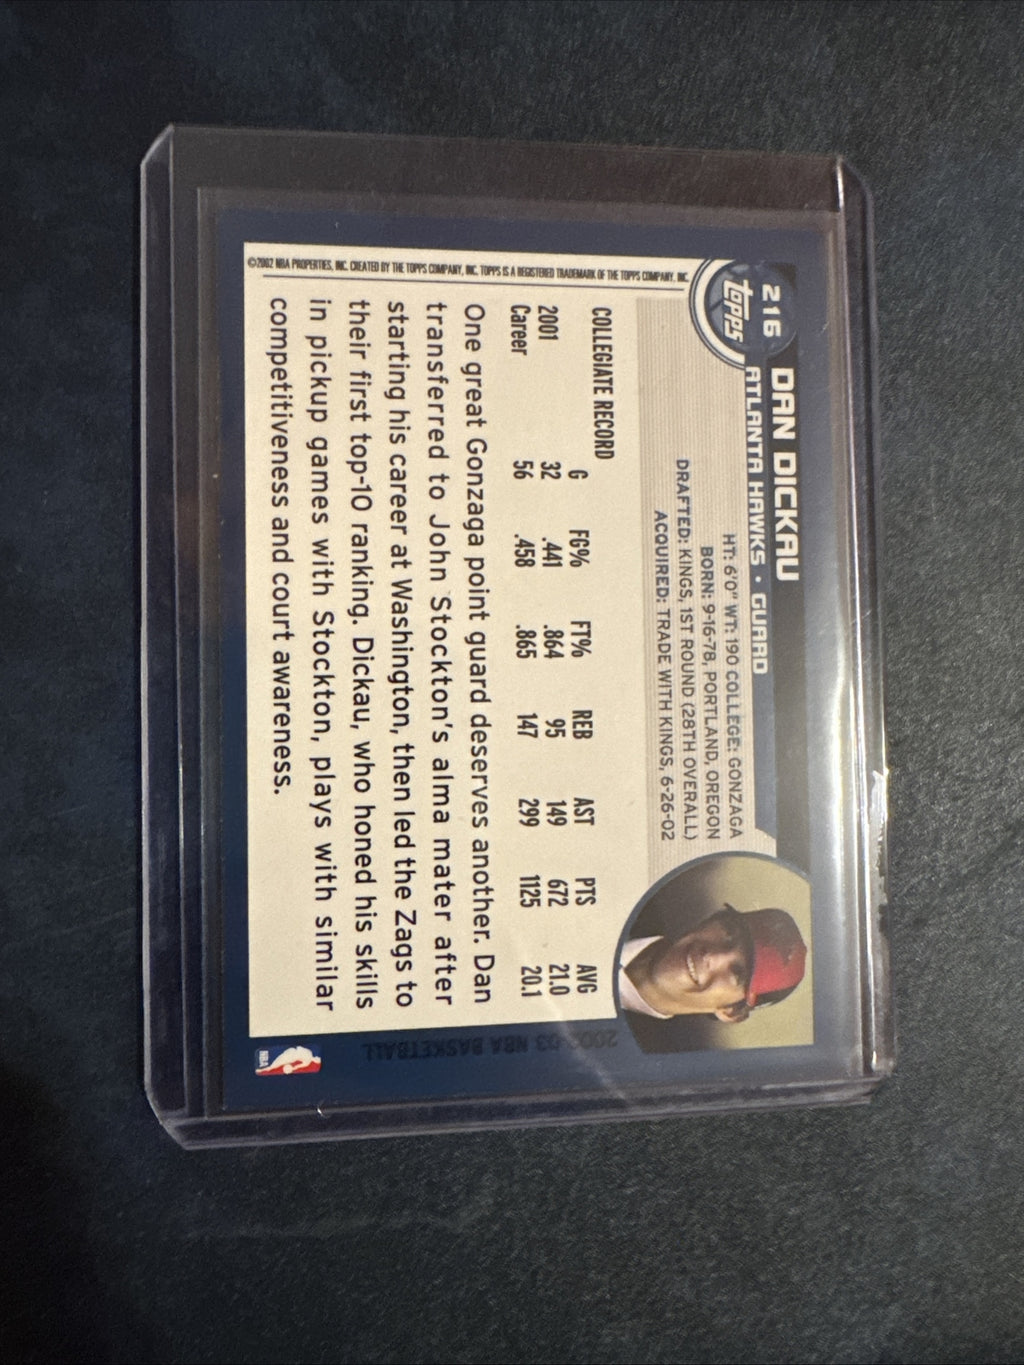 216
topps
DAN DICKAU
ATLANTA HAWKS • GUARD
HT: 6'0" WT: 190 COLLEGE: GONZAGA
BORN: 9-16-78, PORTLAND, OREGON
DRAFTED: KINGS, 1ST ROUND (28TH OVERALL)
ACQUIRED: TRADE WITH KINGS, 6-26-02
COLLEGIATE RECORD
G FG% FT% REB AST PTS AVG
2001 32 .441 .864 95 149 672 21.0
Career 56 .458 .865 147 299 1125 20.1
One great Gonzaga point guard deserves another. Dan
transferred to John Stockton's alma mater after
starting his career at Washington, then led the Zags to
their first top-10 ranking. Dickau, who honed his skills
in pickup games with Stockton, plays with similar
competitiveness and court awareness.
©2002 NBA PROPERTIES, INC. CREATED BY THE TOPPS COMPANY, INC. TOPPS IS A REGISTERED TRADEMARK OF THE TOPPS COMPANY, INC.
2002-03 NBA BASKETBALL
NBA